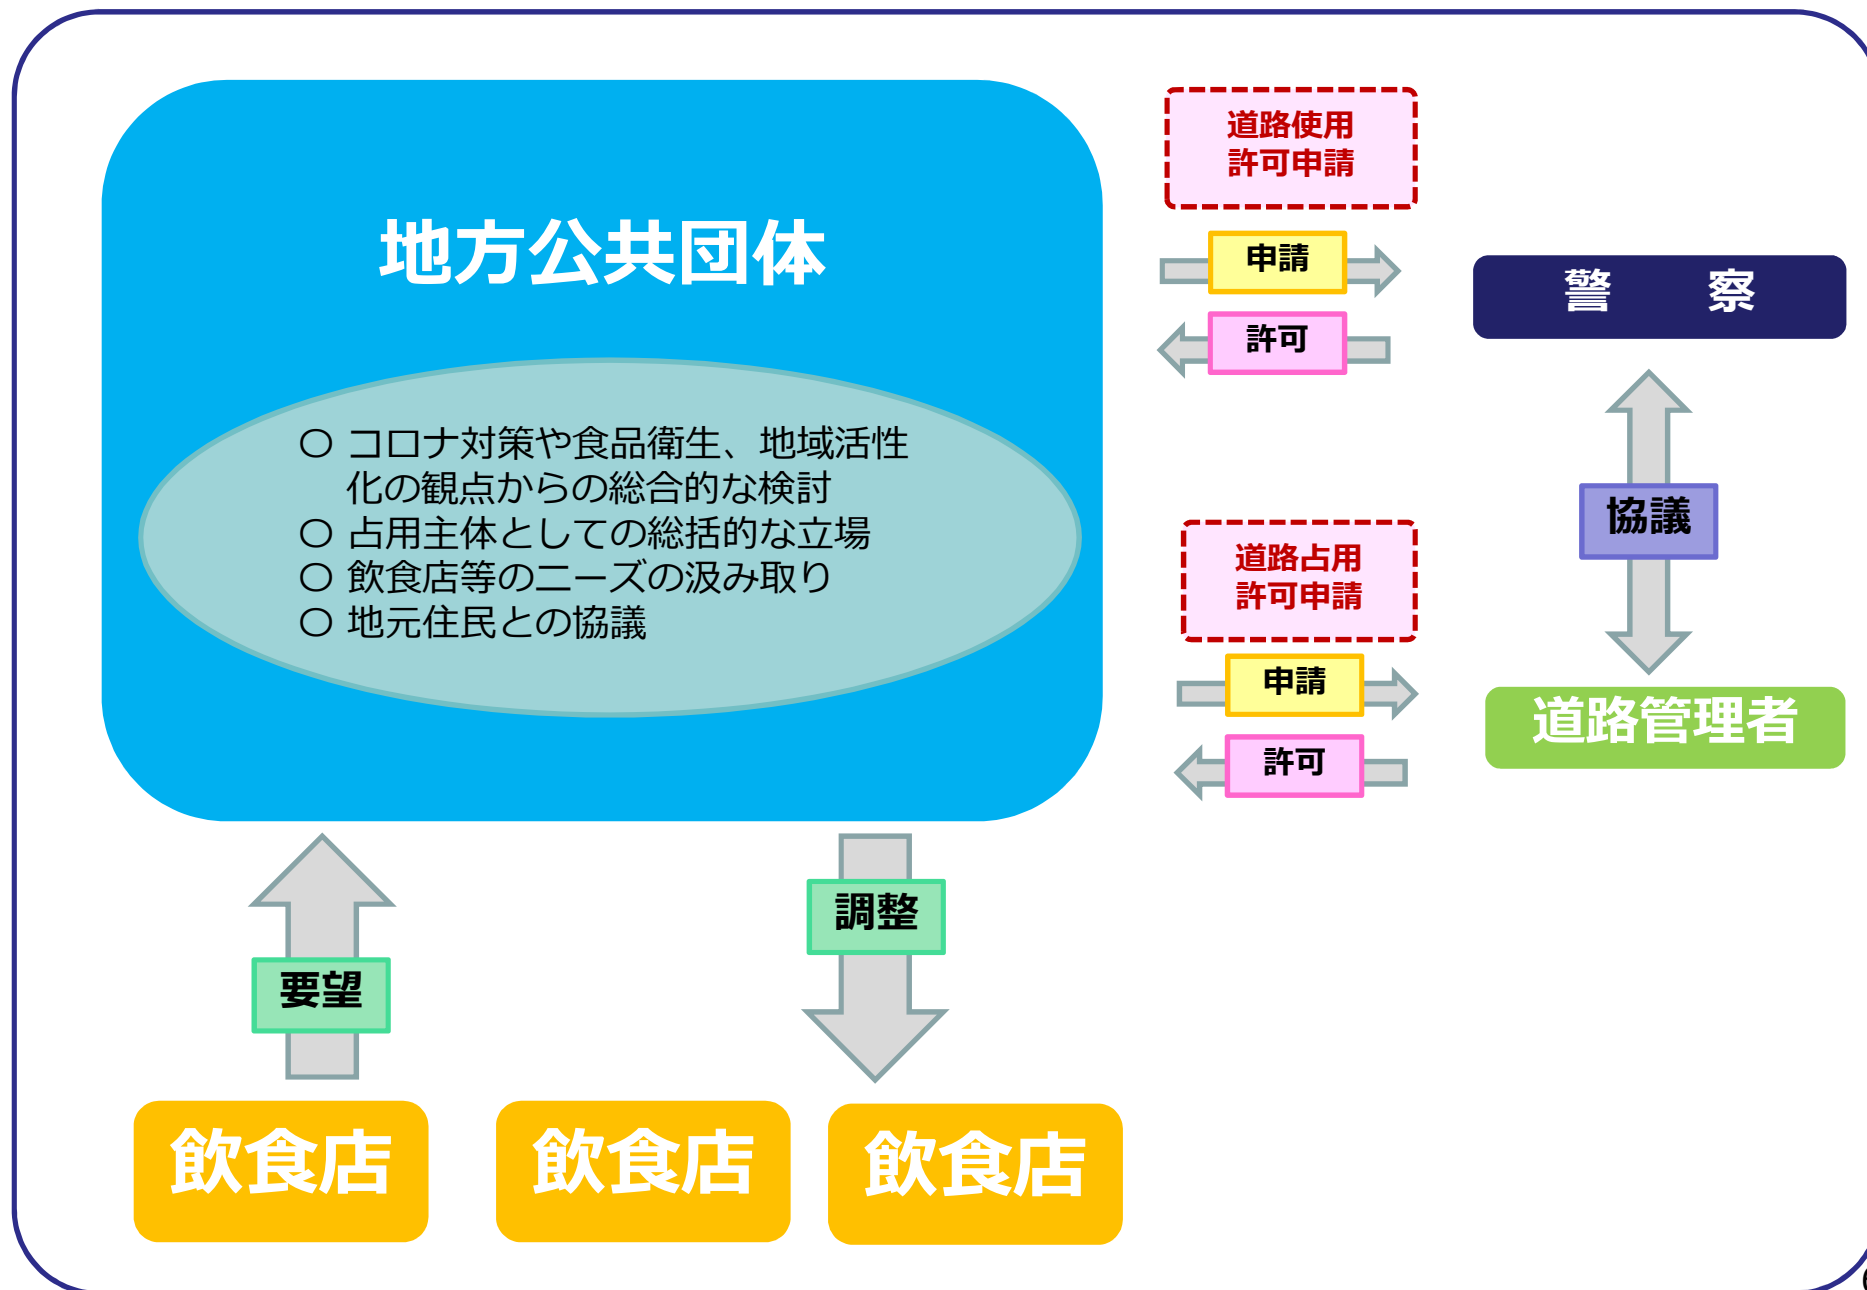 地方公共団体
〇 コロナ対策や食品衛生、地域活性
化の観点からの総合的な検討
〇 占用主体としての総括的な立場
〇 飲食店等のニーズの汲み取り
〇 地元住民との協議
道路使用
許可申請
申請
許可
警　　察
協議
道路占用
許可申請
申請
許可
道路管理者
要望
調整
飲食店
飲食店
飲食店